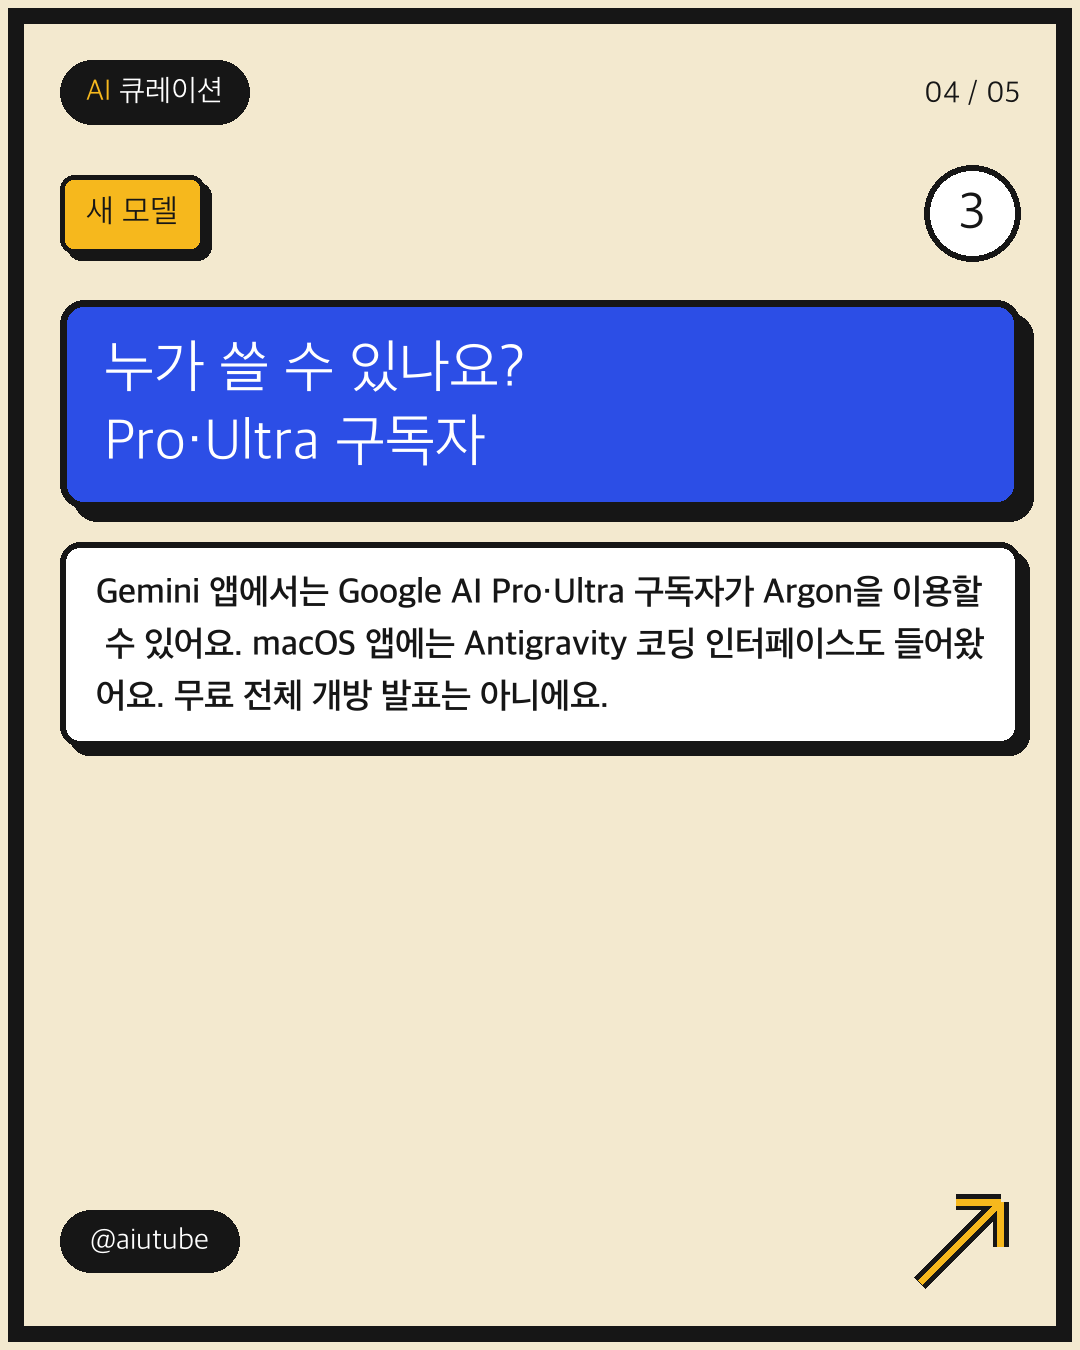 AI 큐레이션
04 / 05
새 모델
3
누가 쓸 수 있나요?
Pro·Ultra 구독자
Gemini 앱에서는 Google AI Pro·Ultra 구독자가 Argon을 이용할
수 있어요. macOS 앱에는 Antigravity 코딩 인터페이스도 들어왔
어요. 무료 전체 개방 발표는 아니에요.
@aiutube